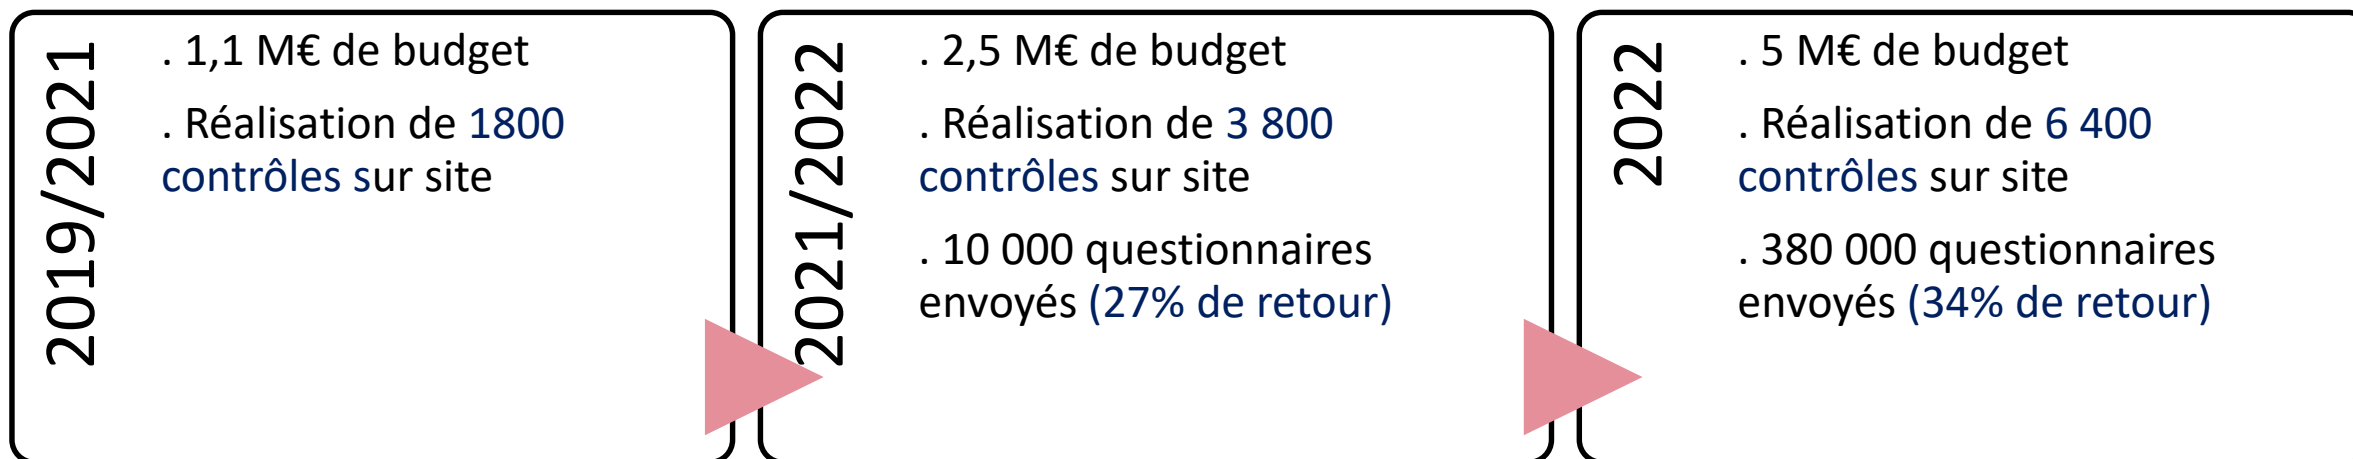 2019/2021
. 1,1 M€ de budget
. Réalisation de 1800
contrôles sur site
2021/2022
. 2,5 M€ de budget
. Réalisation de 3 800
contrôles sur site
. 10 000 questionnaires
envoyés (27% de retour)
2022
. 5 M€ de budget
. Réalisation de 6 400
contrôles sur site
. 380 000 questionnaires
envoyés (34% de retour)